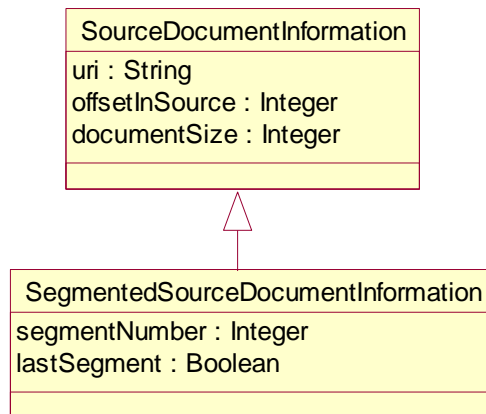 SourceDocumentInformation
uri : String
offsetInSource : Integer
documentSize : Integer
SegmentedSourceDocumentInformation
segmentNumber : Integer
lastSegment : Boolean